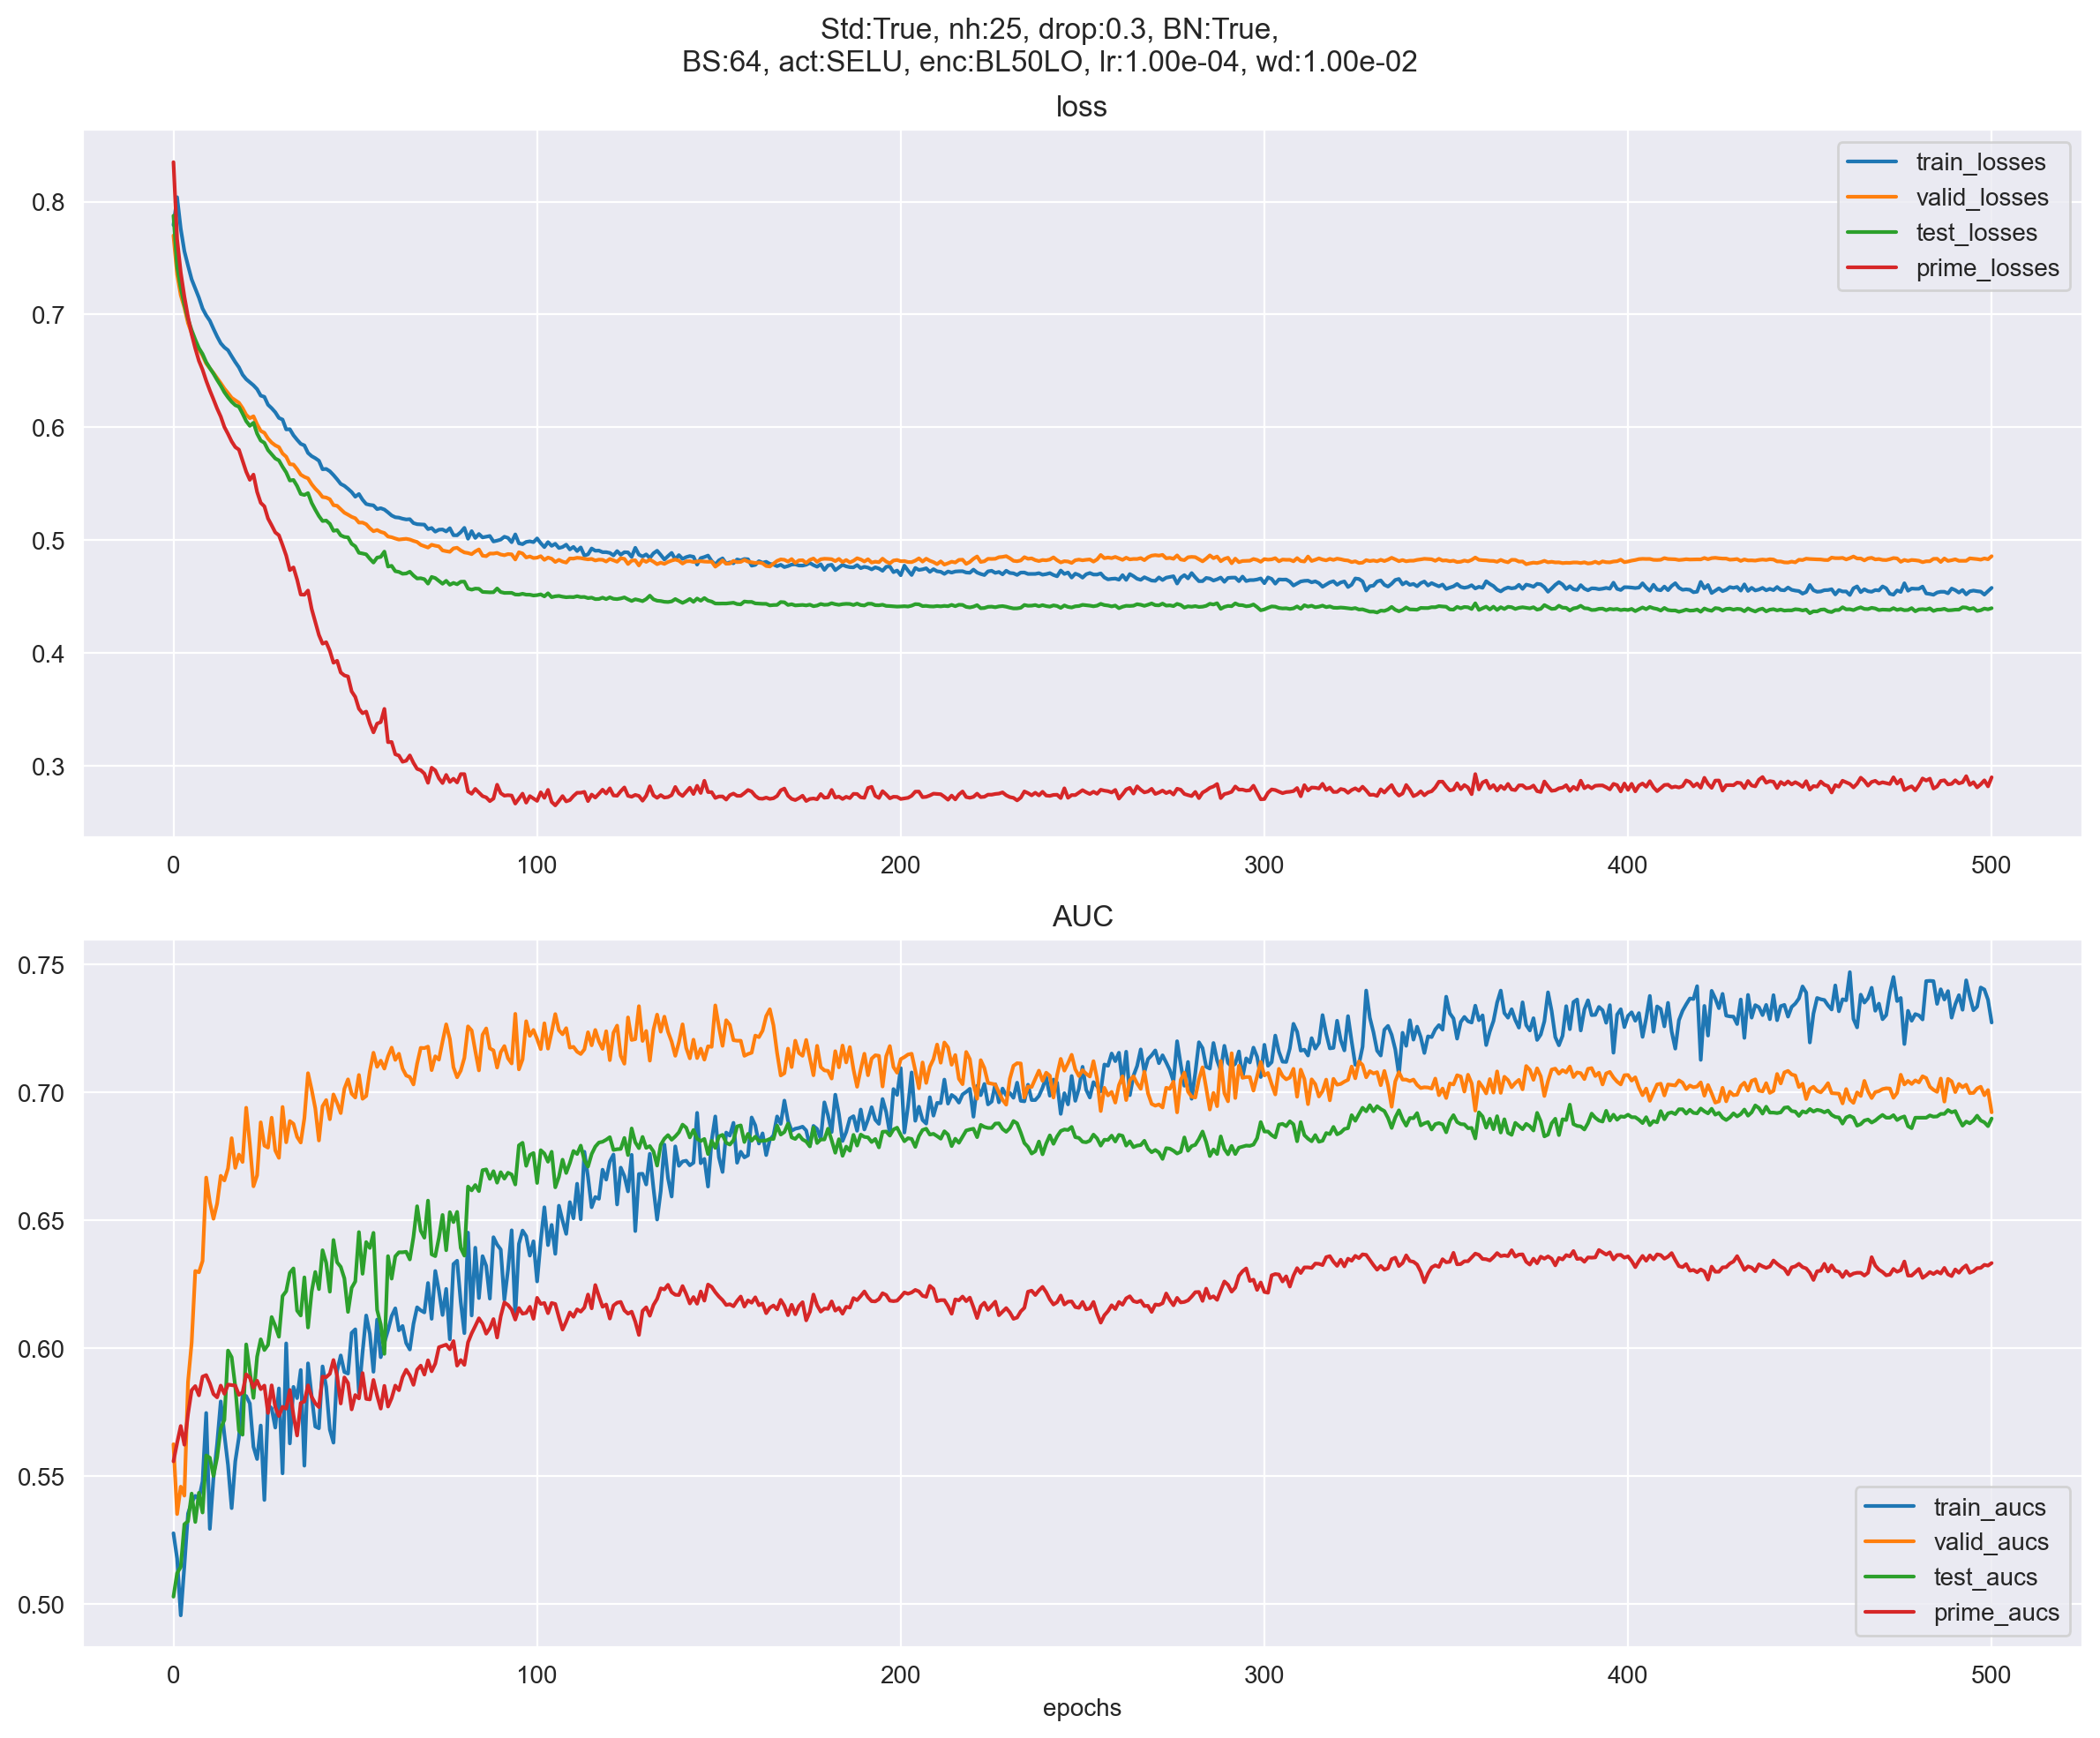 Std:True, nh:25, drop:0.3, BN:True,
BS:64, act:SELU, enc:BL50LO, lr:1.00e-04, wd:1.00e-02
loss
train_losses
valid_losses
test_losses
prime_losses
0.8
0.7
0.6
0.5
0.4
0.3
0 100 200 300 400 500
AUC
0.75
0.70
0.65
0.60
0.55
0.50
train_aucs
valid_aucs
test_aucs
prime_aucs
0 100 200 300 400 500
epochs